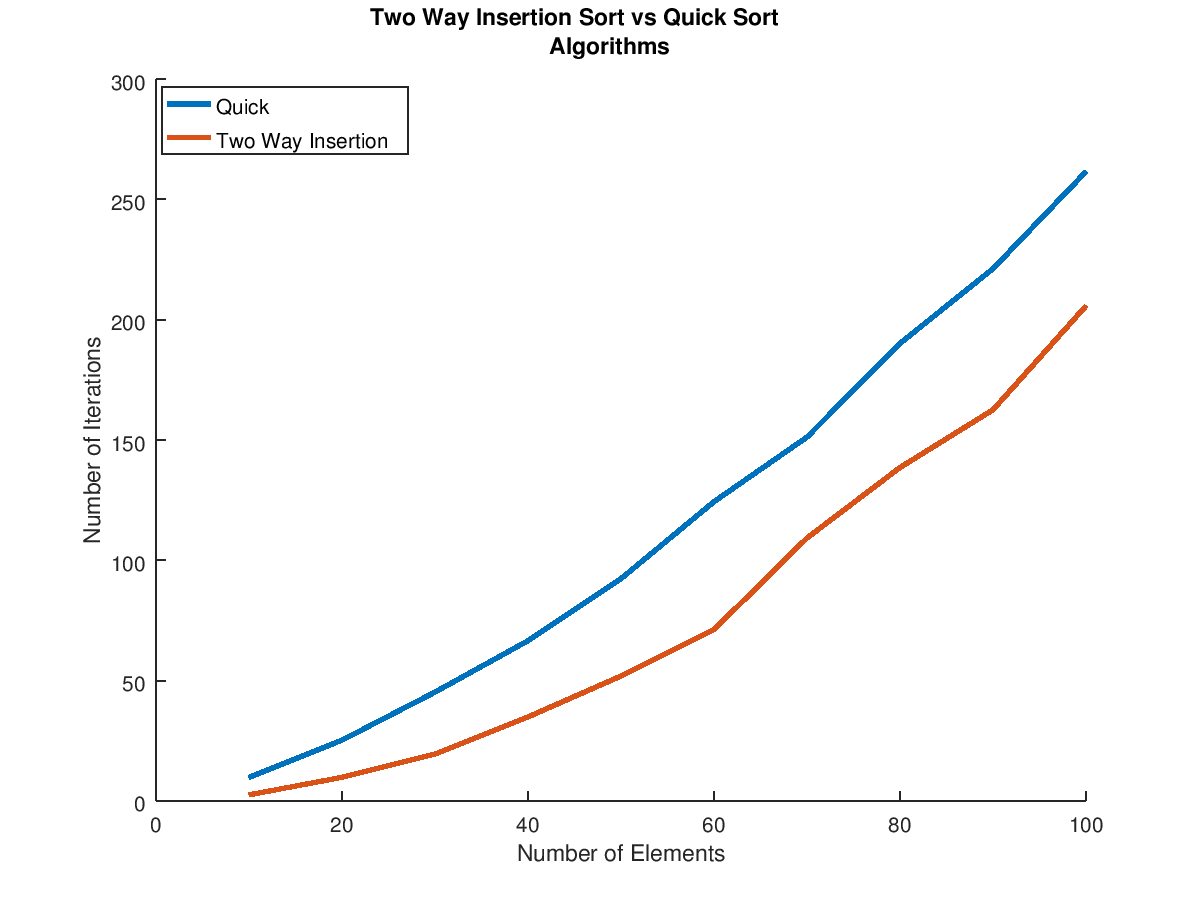 Two Way Insertion Sort vs Quick Sort
Algorithms
300
Quick
Two Way Insertion
250
200
150
100
50
0
Number of Iterations
0 20 40 60 80 100
Number of Elements